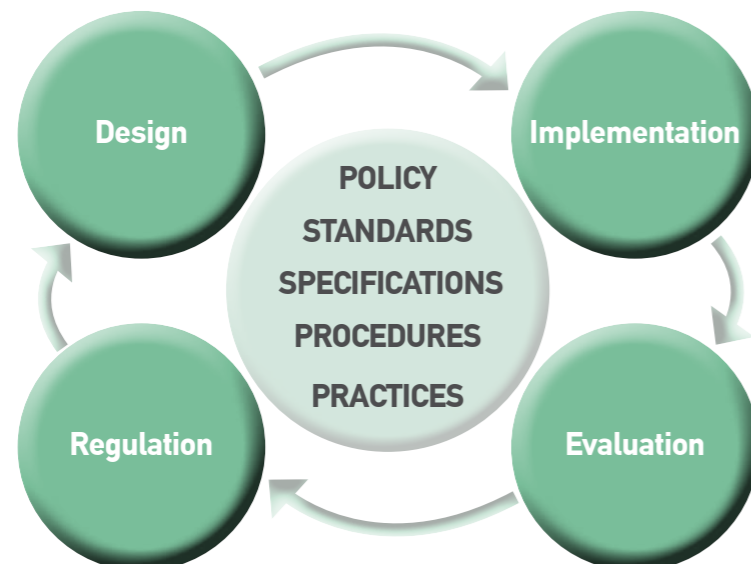 Design
Implementation
POLICY
STANDARDS
SPECIFICATIONS
PROCEDURES
PRACTICES
Regulation
Evaluation